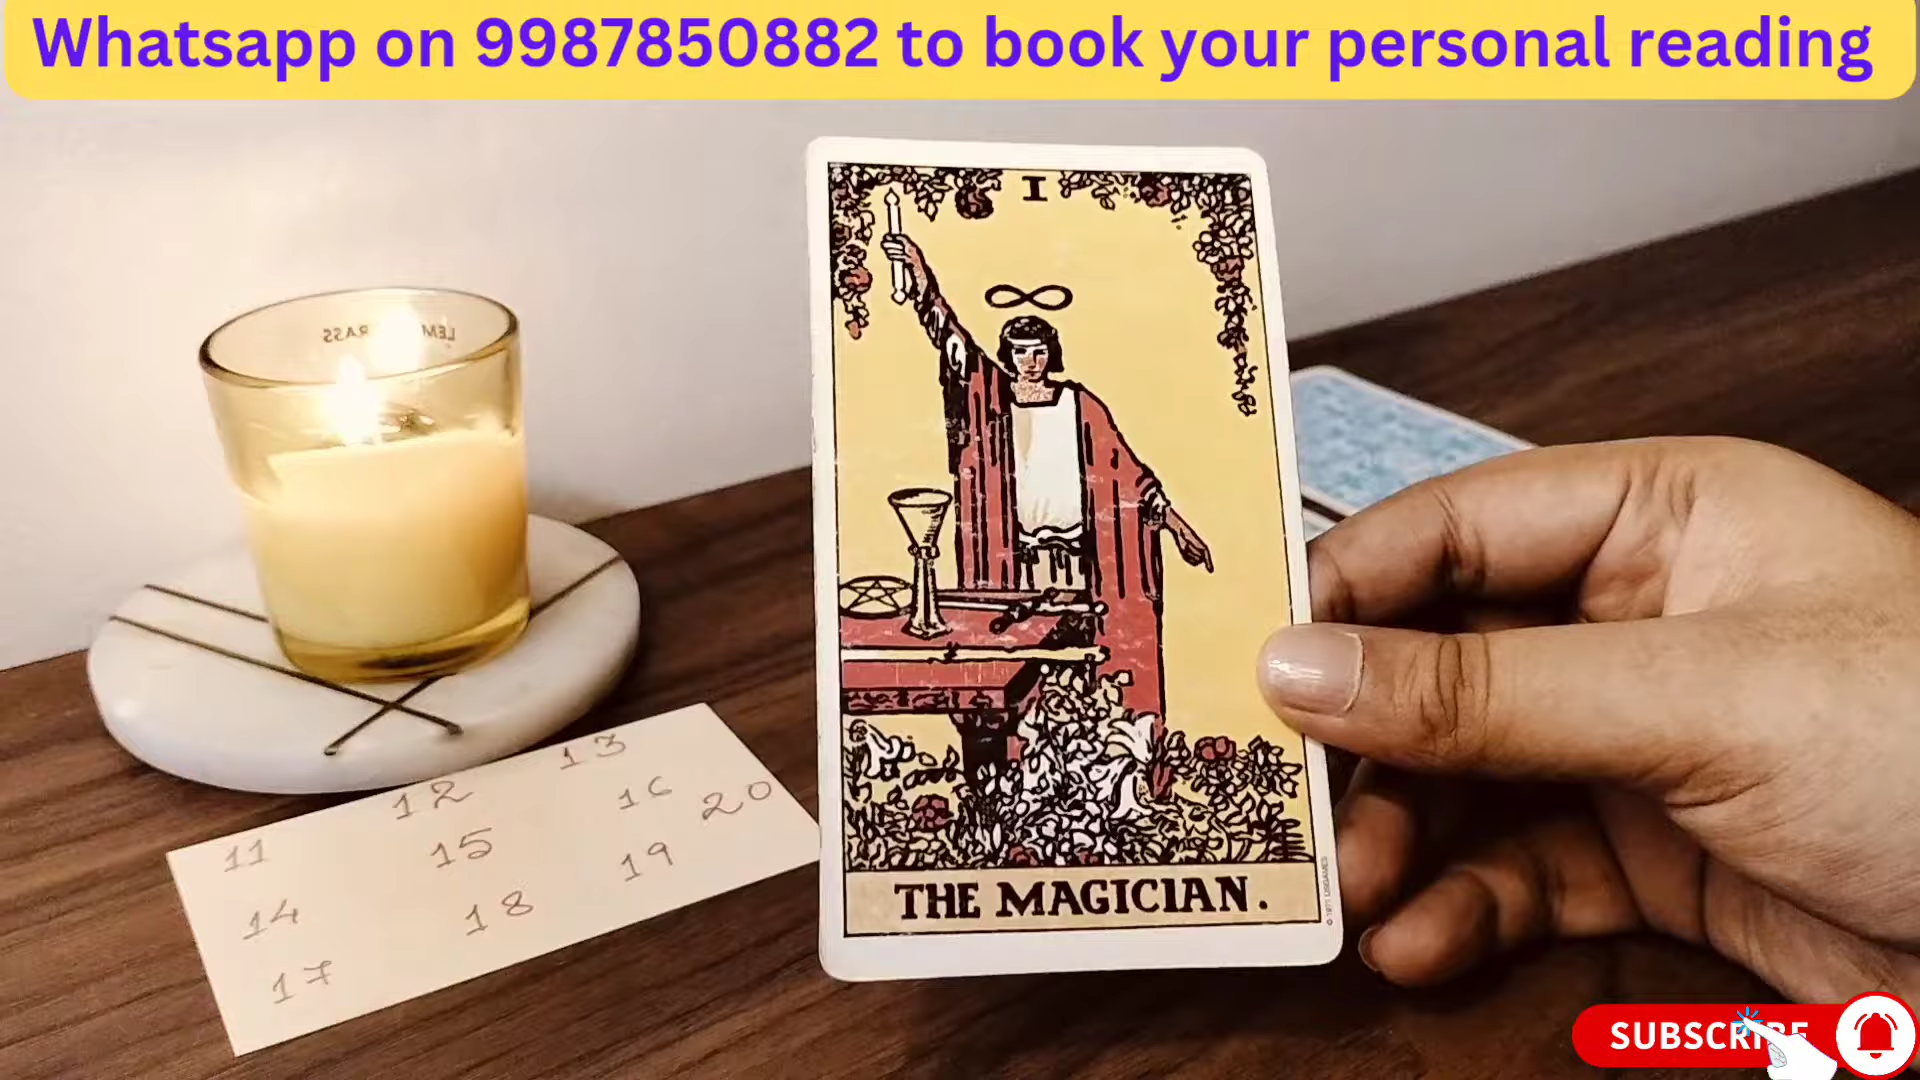 Whatsapp on 9987850882 to book your personal reading
I
THE MAGICIAN.
11 12 13
14 15 16 20
17 18 19
SUBSCRIBE